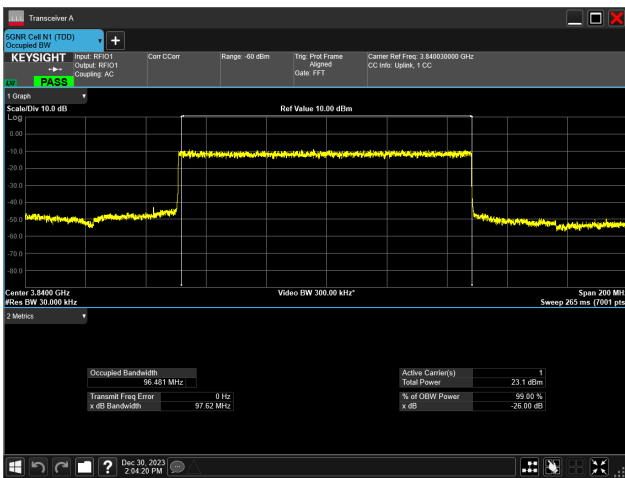 Transceiver A
5GNR Cell N1 (TDD)
Occupied BW
KEYSIGHT
LV
PASS
Input: RFIO1
Output: RFIO1
Coupling: AC
Corr CCorr
Range: -60 dBm
Trig: Prot Frame
Aligned
Gate: FFT
Carrier Ref Freq: 3.840030000 GHz
CC Info: Uplink, 1 CC
1 Graph
Scale/Div 10.0 dB
Ref Value 10.00 dBm
Log
0.00
-10.0
-20.0
-30.0
-40.0
-50.0
-60.0
-70.0
-80.0
Center 3.8400 GHz
Video BW 300.00 kHz*
Span 200 MH
#Res BW 30.000 kHz
Sweep 265 ms (7001 pts
2 Metrics
Occupied Bandwidth
96.481 MHz
Active Carrier(s) 1
Total Power 23.1 dBm
Transmit Freq Error 0 Hz
x dB Bandwidth 97.62 MHz
% of OBW Power 99.00 %
x dB -26.00 dB
?
Dec 30, 2023
2:04:20 PM